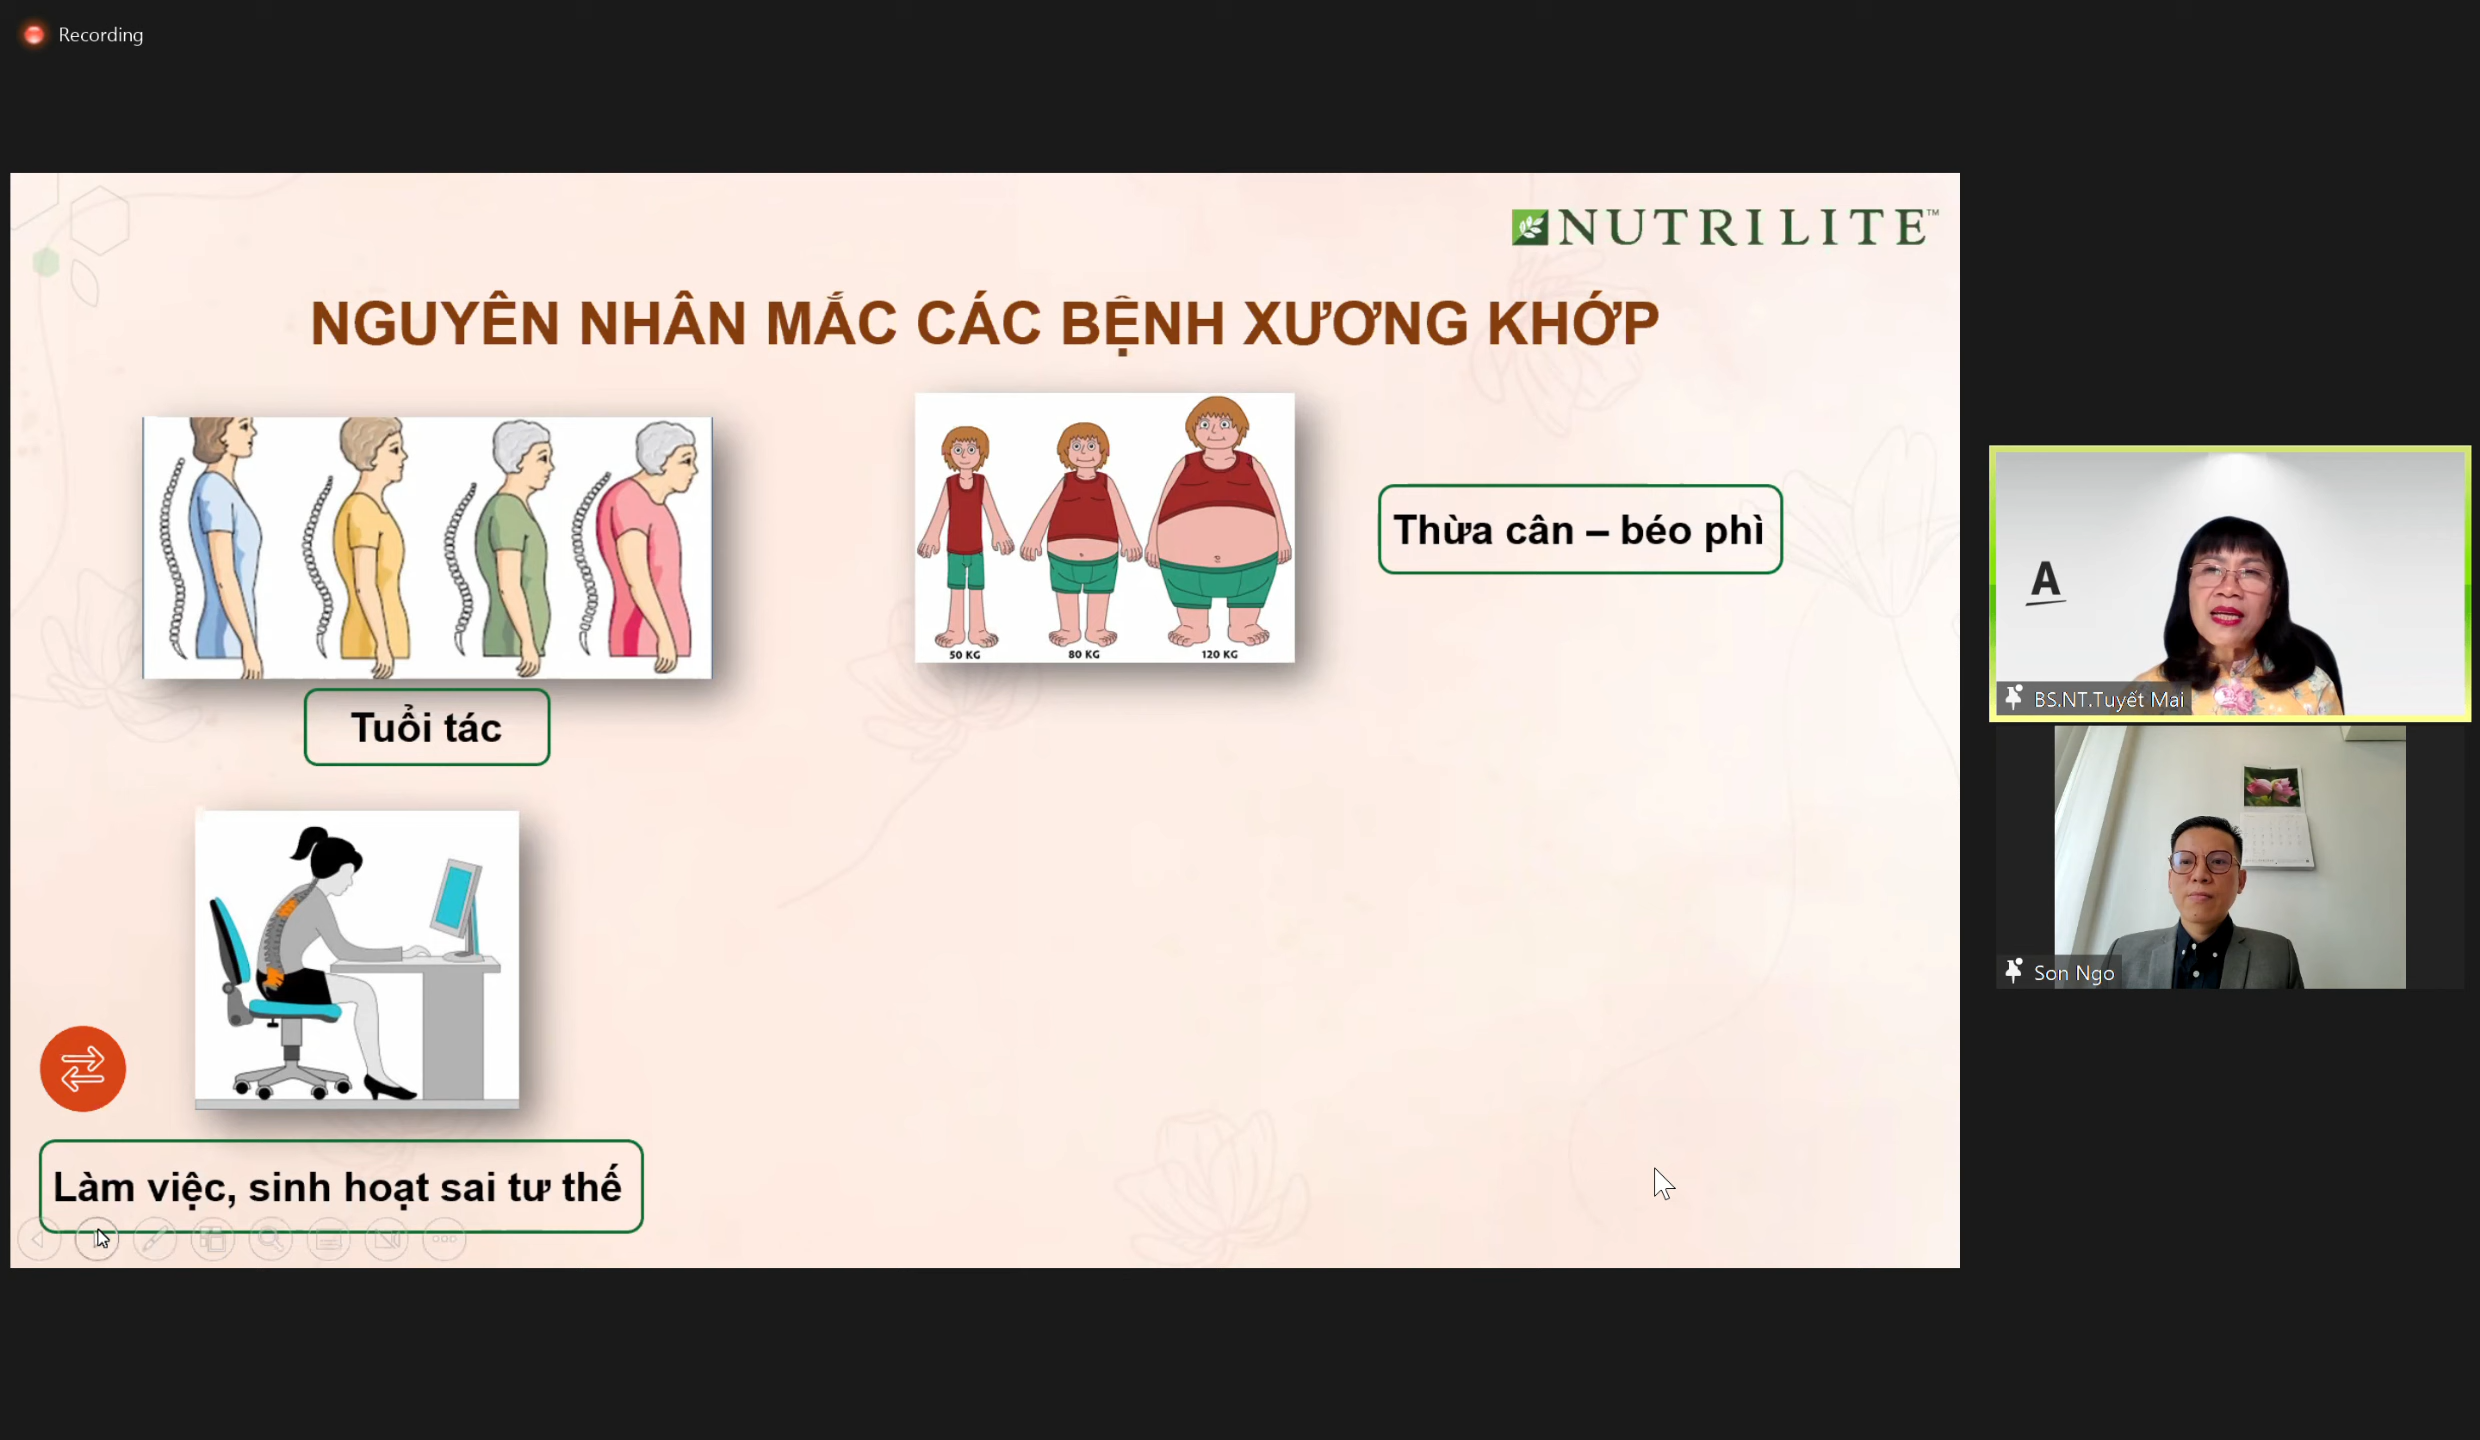 Recording
NUTRILITE™
NGUYÊN NHÂN MẮC CÁC BỆNH XƯƠNG KHỚP
50 KG
80 KG
120 KG
Thừa cân – béo phì
Tuổi tác
Làm việc, sinh hoạt sai tư thế
A
BS.NT.Tuyết Mai
Son Ngo